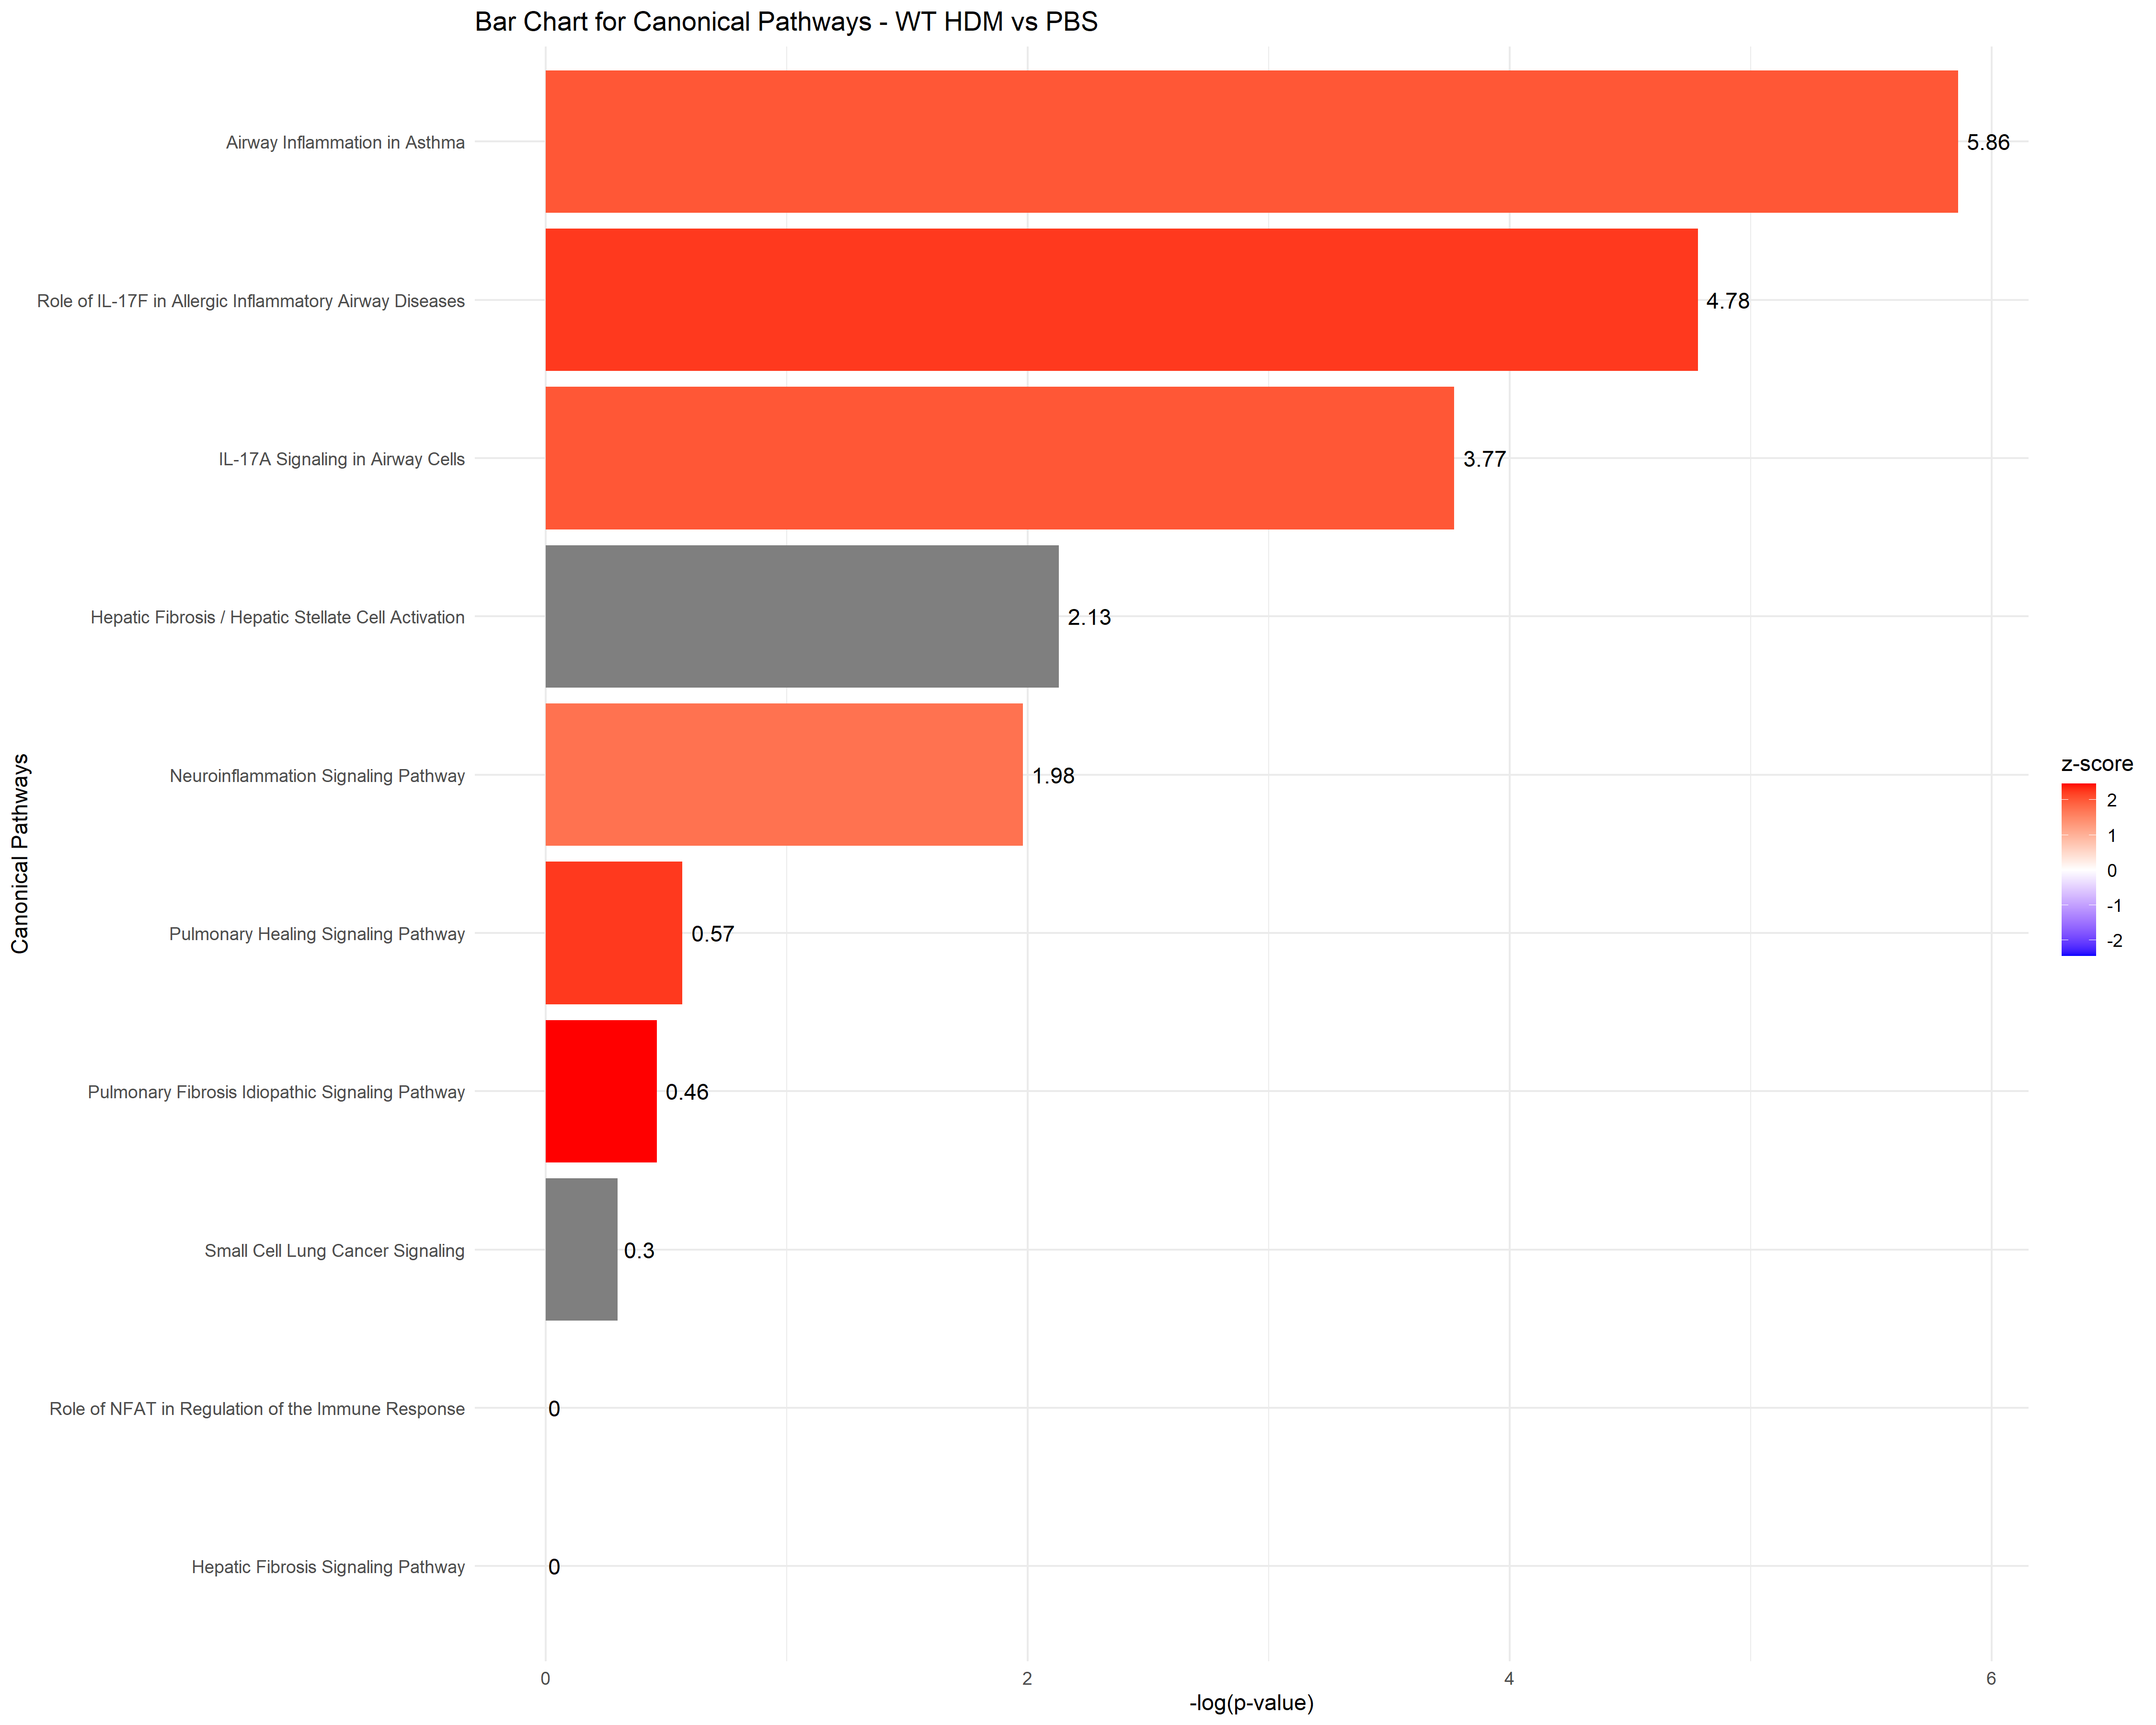 Bar Chart for Canonical Pathways - WT HDM vs PBS
Airway Inflammation in Asthma
5.86
Role of IL-17F in Allergic Inflammatory Airway Diseases
4.78
IL-17A Signaling in Airway Cells
3.77
Hepatic Fibrosis / Hepatic Stellate Cell Activation
2.13
Neuroinflammation Signaling Pathway
1.98
Pulmonary Healing Signaling Pathway
0.57
Pulmonary Fibrosis Idiopathic Signaling Pathway
0.46
Small Cell Lung Cancer Signaling
0.3
Role of NFAT in Regulation of the Immune Response
0
Hepatic Fibrosis Signaling Pathway
0
Canonical Pathways
0
2
4
6
-log(p-value)
z-score
2
1
0
-1
-2